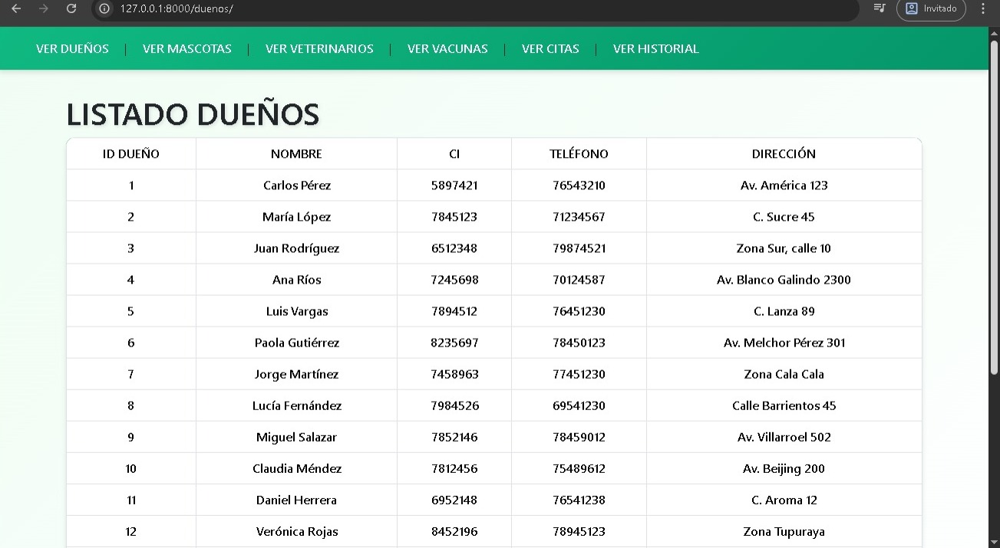 127.0.0.1:8000/duenos/ Invitado
VER DUEÑOS | VER MASCOTAS | VER VETERINARIOS | VER VACUNAS | VER CITAS | VER HISTORIAL
LISTADO DUEÑOS
ID DUEÑO NOMBRE CI TELÉFONO DIRECCIÓN
1 Carlos Pérez 5897421 76543210 Av. América 123
2 María López 7845123 71234567 C. Sucre 45
3 Juan Rodríguez 6512348 79874521 Zona Sur, calle 10
4 Ana Ríos 7245698 70124587 Av. Blanco Galindo 2300
5 Luis Vargas 7894512 76451230 C. Lanza 89
6 Paola Gutiérrez 8235697 78450123 Av. Melchor Pérez 301
7 Jorge Martínez 7458963 77451230 Zona Cala Cala
8 Lucía Fernández 7984526 69541230 Calle Barrientos 45
9 Miguel Salazar 7852146 78459012 Av. Villarroel 502
10 Claudia Méndez 7812456 75489612 Av. Beijing 200
11 Daniel Herrera 6952148 76541238 C. Aroma 12
12 Verónica Rojas 8452196 78945123 Zona Tupuraya